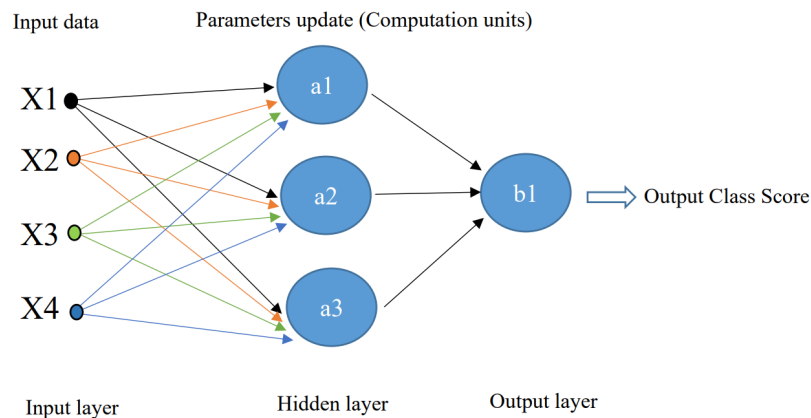 Input data
Parameters update (Computation units)
X1
a1
X2
a2
b1
Output Class Score
X3
X4
a3
Input layer
Hidden layer
Output layer